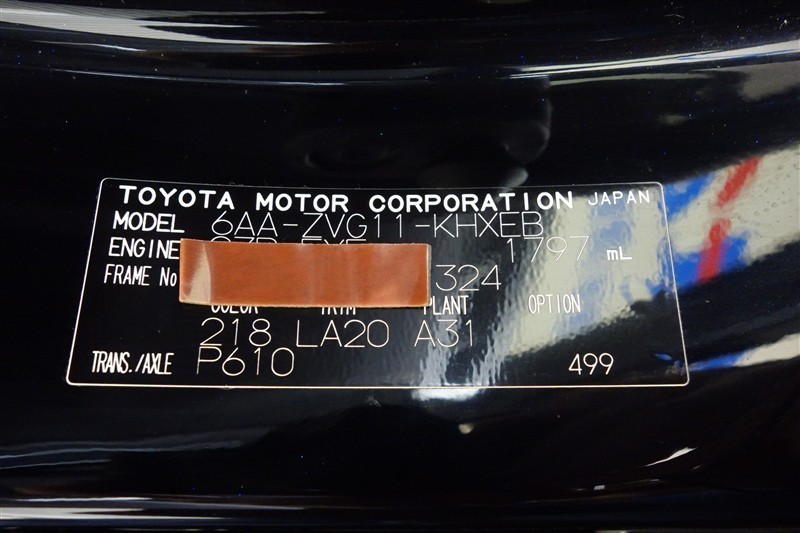 TOYOTA MOTOR CORPORATION JAPAN
MODEL 6AA-ZVG11-KHXEB
ENGINE 1797 mL
FRAME No 324
COLOR TRIM PLANT OPTION
218 LA20 A31
TRANS./AXLE P610 499